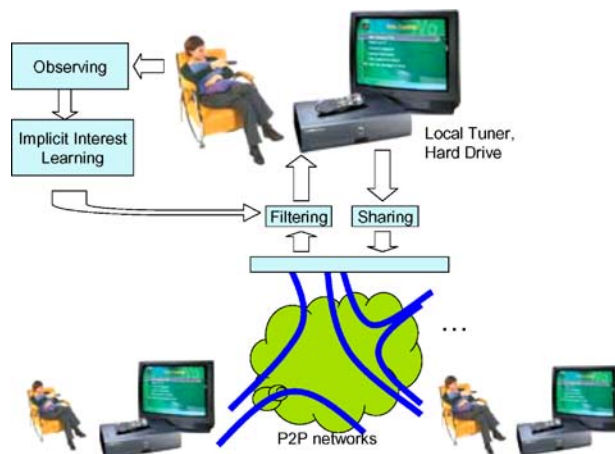 Observing
Implicit Interest
Learning
Local Tuner,
Hard Drive
Filtering
Sharing
...
P2P networks